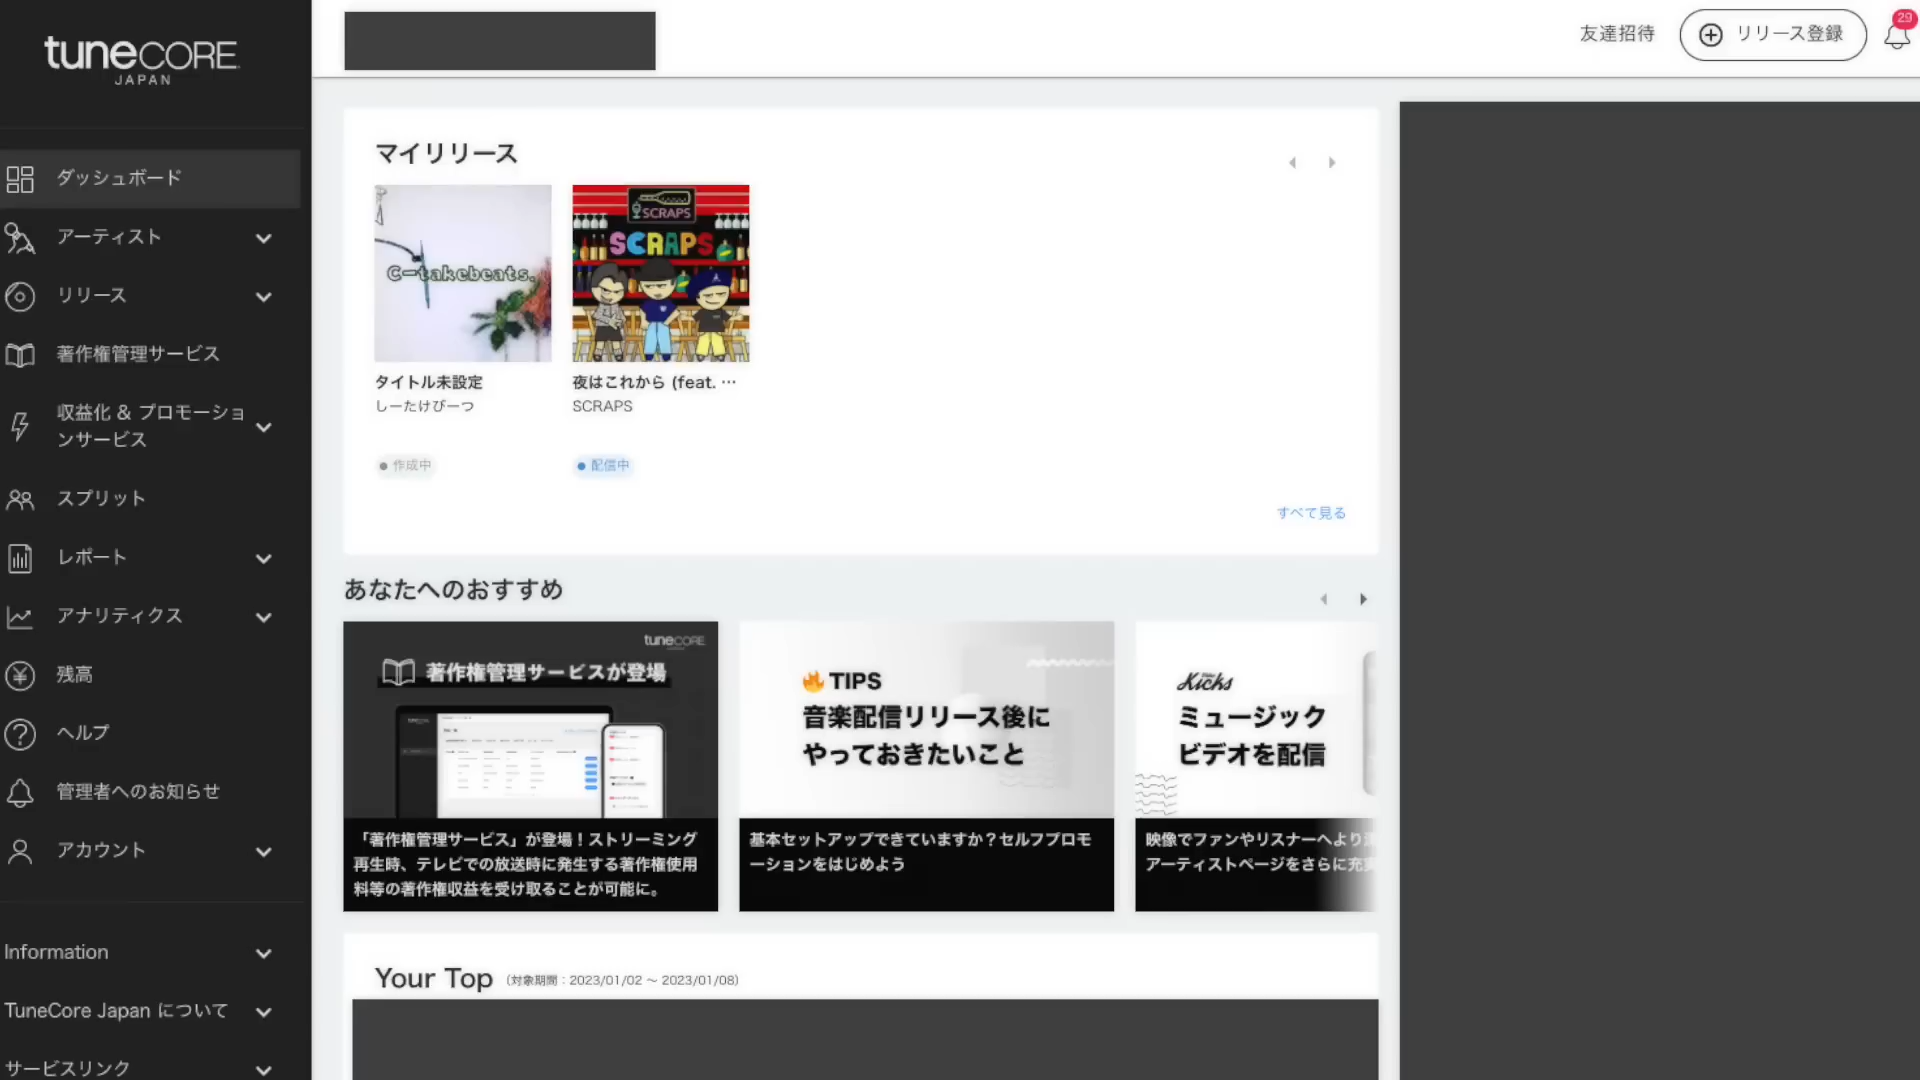 tunecore
JAPAN
友達招待
リリース登録
29
ダッシュボード
アーティスト
リリース
著作権管理サービス
収益化 & プロモーショ
ンサービス
スプリット
レポート
アナリティクス
残高
ヘルプ
管理者へのお知らせ
アカウント
Information
TuneCore Japan について
サービスリンク
マイリリース
C-takebeats.
SCRAPS
SCRAPS
タイトル未設定
しーたけびーつ
作成中
夜はこれから (feat. …
SCRAPS
配信中
すべて見る
あなたへのおすすめ
tunecore
著作権管理サービスが登場
「著作権管理サービス」が登場！ストリーミング
再生時、テレビでの放送時に発生する著作権使用
料等の著作権収益を受け取ることが可能に。
TIPS
音楽配信リリース後に
やっておきたいこと
基本セットアップできていますか？セルフプロモ
ーションをはじめよう
Kicks
ミュージック
ビデオを配信
映像でファンやリスナーへより
アーティストページをさらに充実
Your Top (対象期間：2023/01/02 ～ 2023/01/08)